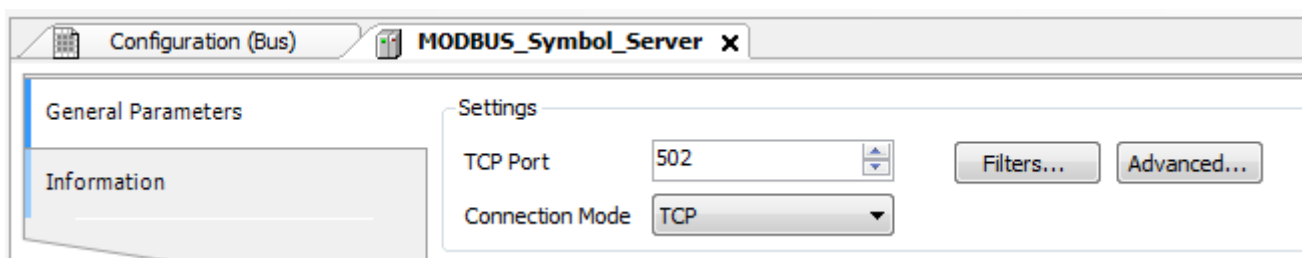 Configuration (Bus) MODBUS_Symbol_Server x
General Parameters
Information
Settings
TCP Port 502 Filters... Advanced...
Connection Mode TCP